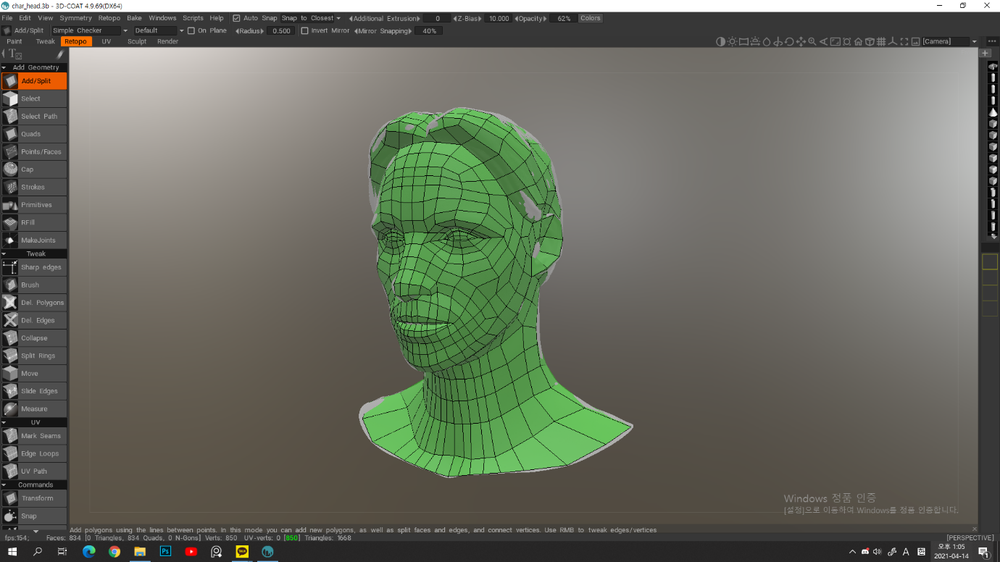 char_head.3b - 3D-COAT 4.9.69(DX64)
File Edit View Symmetry Retopo Bake Windows Scripts Help Auto Snap Snap to Closest Additional Extrusion 0 Z-Bias 10.000 Opacity 62% Colors
Add/Split Simple Checker Default On Plane Radius 0.500 Invert Mirror Mirror Snapping 40%
Paint Tweak Retopo UV Sculpt Render [Camera]
Add Geometry
Add/Split
Select
Select Path
Quads
Points/Faces
Cap
Strokes
Primitives
RFill
MakeJoints
Tweak
Sharp edges
Brush
Del. Polygons
Del. Edges
Collapse
Split Rings
Move
Slide Edges
Measure
UV
Mark Seams
Edge Loops
UV Path
Commands
Transform
Snap
Windows 정품 인증
[설정]으로 이동하여 Windows를 정품 인증합니다.
Add polygons using the lines between points. In this mode you can add new polygons, as well as split faces and edges, and connect vertices. Use RMB to tweak edges/vertices
fps:154; Faces: 834 [0 Triangles, 834 Quads, 0 N-Gons] Verts: 850 UV-verts: 0 [850] Triangles: 1668 [PERSPECTIVE]
Ps TALK A 오후 1:05
2021-04-14 1